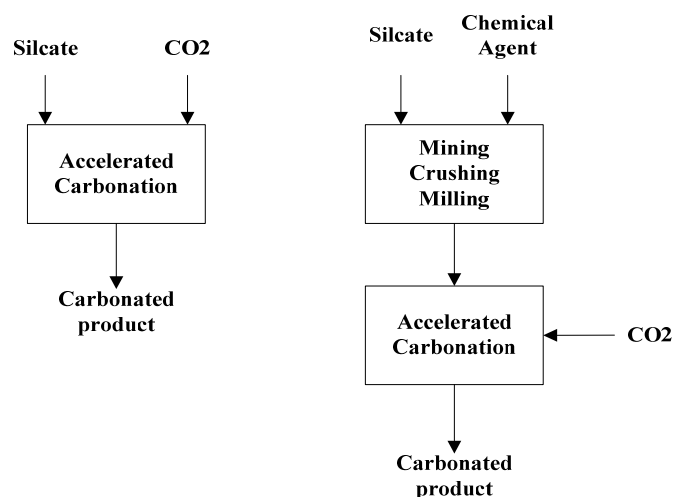 Silcate
CO2
Accelerated
Carbonation
Carbonated
product
Silcate
Chemical
Agent
Mining
Crushing
Milling
Accelerated
Carbonation
CO2
Carbonated
product